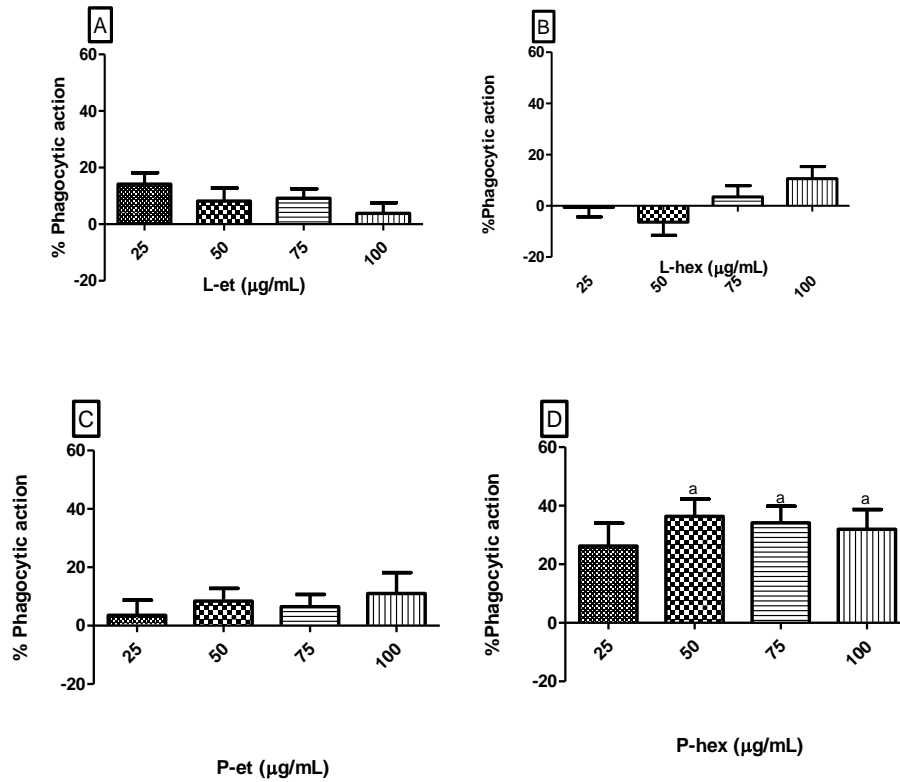 A
% Phagocytic action
60
40
20
0
-20
25
50
75
100
L-et (μg/mL)
B
%Phagocytic action
60
40
20
0
-20
25
50
75
100
L-hex (μg/mL)
C
% Phagocytic action
60
40
20
0
-20
25
50
75
100
P-et (μg/mL)
D
%Phagocytic action
60
40
20
0
-20
a
a
a
25
50
75
100
P-hex (μg/mL)